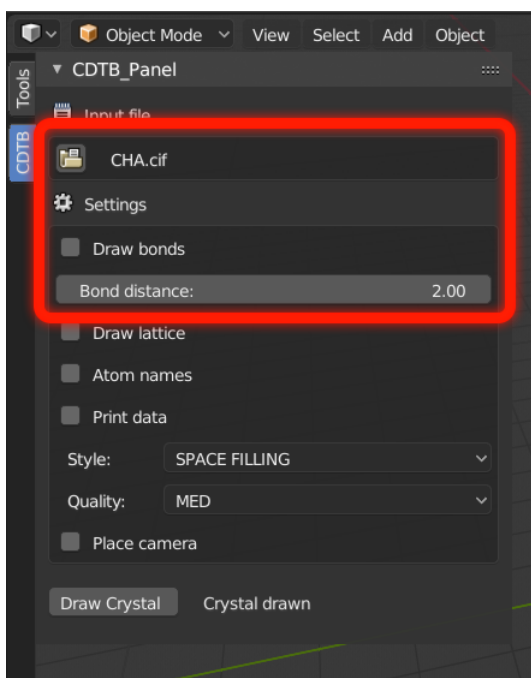 Object Mode View Select Add Object
Tools
CDTB_Panel
Input file
CDTB
CHA.cif
Settings
Draw bonds
Bond distance: 2.00
Draw lattice
Atom names
Print data
Style: SPACE FILLING
Quality: MED
Place camera
Draw Crystal Crystal drawn